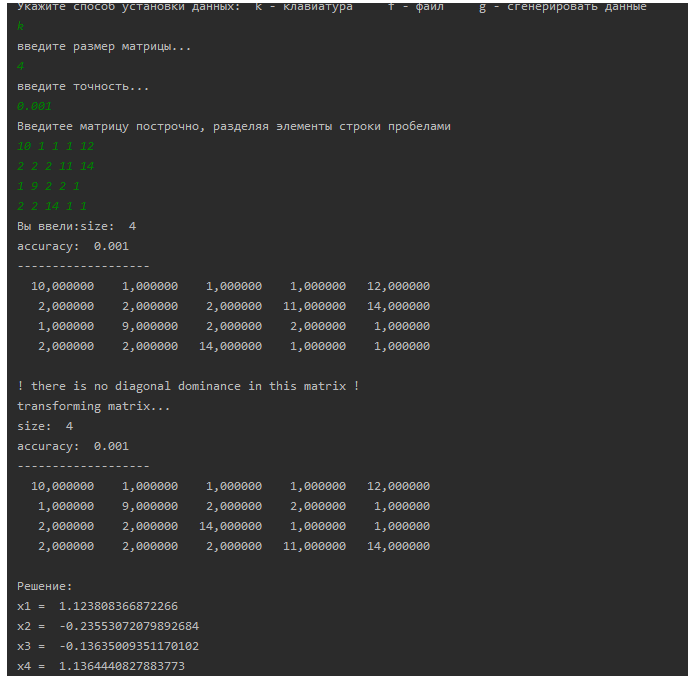 Укажите способ установки данных:  k - клавиатура     f - файл     g - сгенерировать данные
k
введите размер матрицы...
4
введите точность...
0.001
Введитее матрицу построчно, разделяя элементы строки пробелами
10 1 1 1 12
2 2 2 11 14
1 9 2 2 1
2 2 14 1 1
Вы ввели:size:  4
accuracy:  0.001
-------------------
10,000000    1,000000    1,000000    1,000000   12,000000
2,000000    2,000000    2,000000   11,000000   14,000000
1,000000    9,000000    2,000000    2,000000    1,000000
2,000000    2,000000   14,000000    1,000000    1,000000
! there is no diagonal dominance in this matrix !
transforming matrix...
size:  4
accuracy:  0.001
-------------------
10,000000    1,000000    1,000000    1,000000   12,000000
1,000000    9,000000    2,000000    2,000000    1,000000
2,000000    2,000000   14,000000    1,000000    1,000000
2,000000    2,000000    2,000000   11,000000   14,000000
Решение:
x1 =  1.123808366872266
x2 =  -0.23553072079892684
x3 =  -0.13635009351170102
x4 =  1.1364440827883773